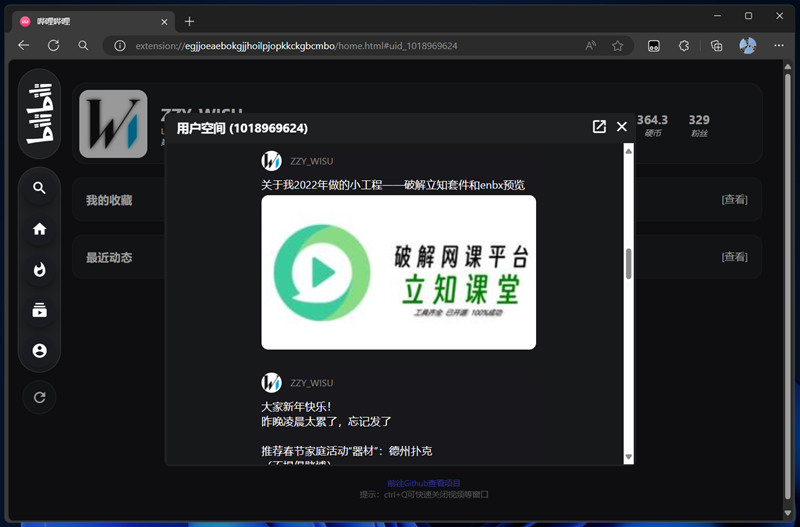 哔哩哔哩
extension://egjjoeaebokgjjhoilpjopkkckgbcmbo/home.html#uid_1018969624
bilibili
ZZY_WISU
364.3
329
硬币
粉丝
用户空间 (1018969624)
我的收藏
[查看]
最近动态
[查看]
ZZY_WISU
关于我2022年做的小工程——破解立知套件和enbx预览
破解网课平台
立知课堂
工具齐全 已开源 100%成功
ZZY_WISU
大家新年快乐！
昨晚凌晨太累了，忘记发了
推荐春节家庭活动“器材”：德州扑克
前往Github查看项目
提示：ctrl+Q可快速关闭视频等窗口